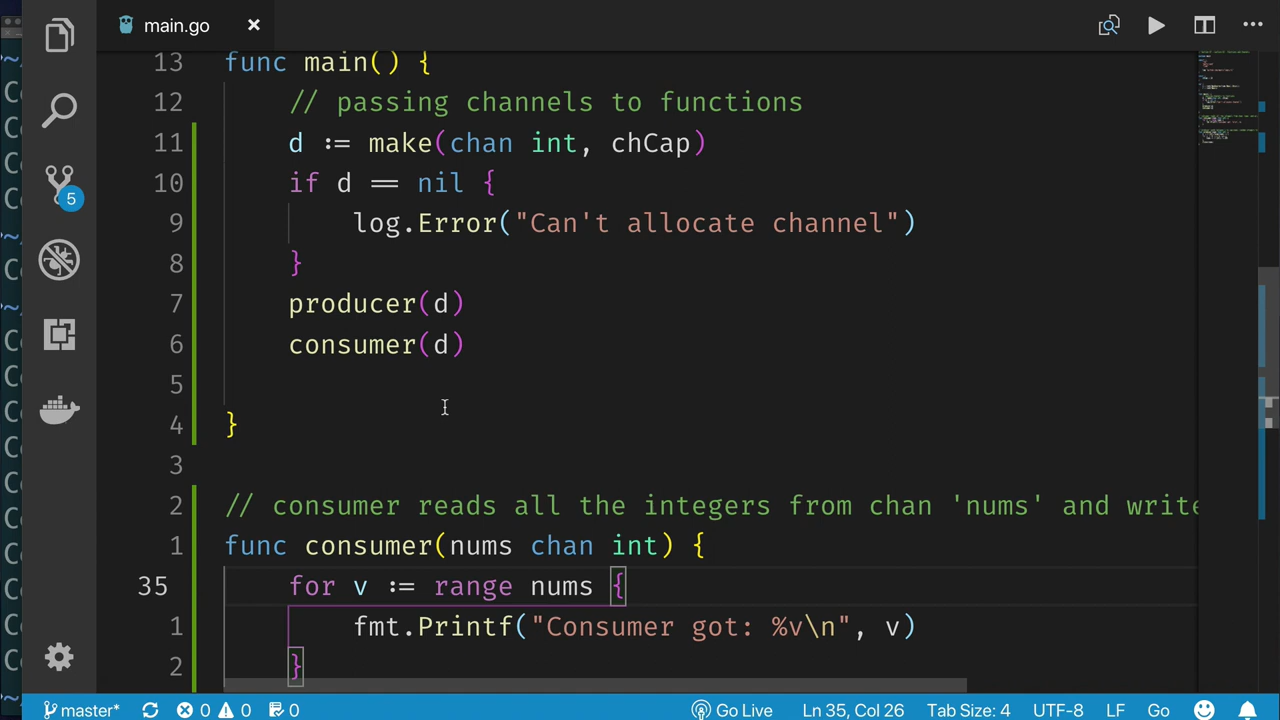 main.go
13 func main() {
12 // passing channels to functions
11 d := make(chan int, chCap)
10 if d == nil {
9 log.Error("Can't allocate channel")
8 }
7 producer(d)
6 consumer(d)
5
4 }
3
2 // consumer reads all the integers from chan 'nums' and write
1 func consumer(nums chan int) {
35 for v := range nums {
1 fmt.Printf("Consumer got: %v\n", v)
2 }
5
master* 0 0 0 Go Live Ln 35, Col 26 Tab Size: 4 UTF-8 LF Go